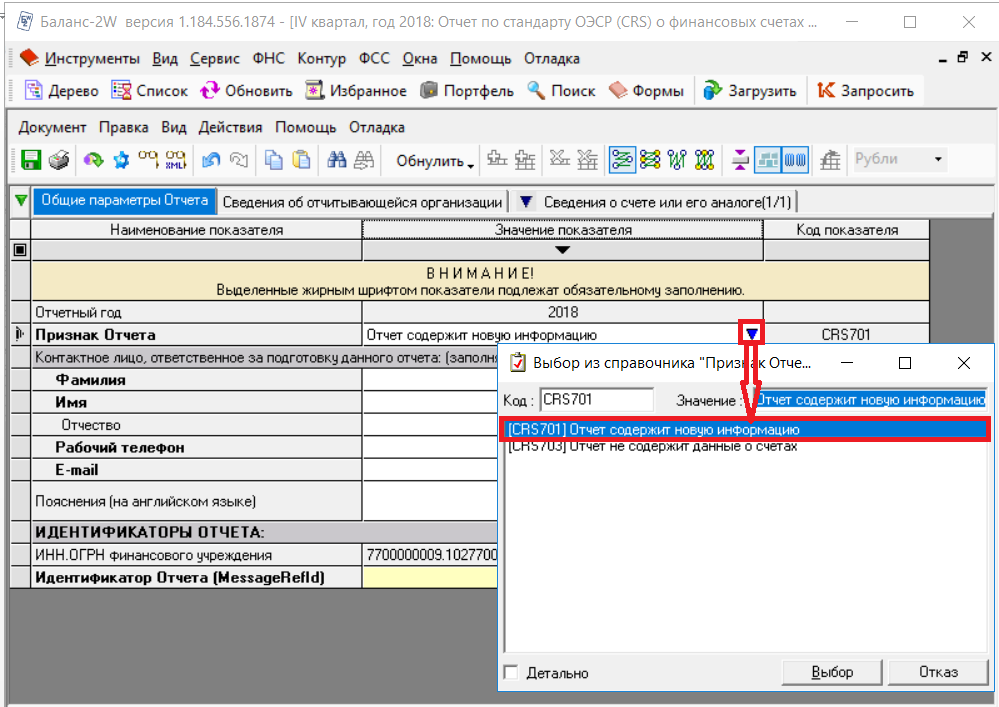 Баланс-2W версия 1.184.556.1874 - [IV квартал, год 2018: Отчет по стандарту ОЭСР (CRS) о финансовых счетах ...
Инструменты Вид Сервис ФНС Контур ФСС Окна Помощь Отладка
Дерево Список Обновить Избранное Портфель Поиск Формы Загрузить Запросить
Документ Правка Вид Действия Помощь Отладка
XML Обнулить Рубли
Общие параметры Отчета Сведения об отчитывающейся организации Сведения о счете или его аналоге(1/1)
Наименование показателя Значение показателя Код показателя
В Н И М А Н И Е!
Выделенные жирным шрифтом показатели подлежат обязательному заполнению.
Отчетный год 2018
Признак Отчета Отчет содержит новую информацию CRS701
Контактное лицо, ответственное за подготовку данного отчета: (заполня
Фамилия
Имя
Отчество
Рабочий телефон
E-mail
Пояснения (на английском языке)
ИДЕНТИФИКАТОРЫ ОТЧЕТА:
ИНН.ОГРН финансового учреждения 7700000009.1027700
Идентификатор Отчета (MessageRefId)
Выбор из справочника "Признак Отче...
Код : CRS701 Значение : Отчет содержит новую информацию
[CRS701] Отчет содержит новую информацию
[CRS703] Отчет не содержит данные о счетах
Детально Выбор Отказ